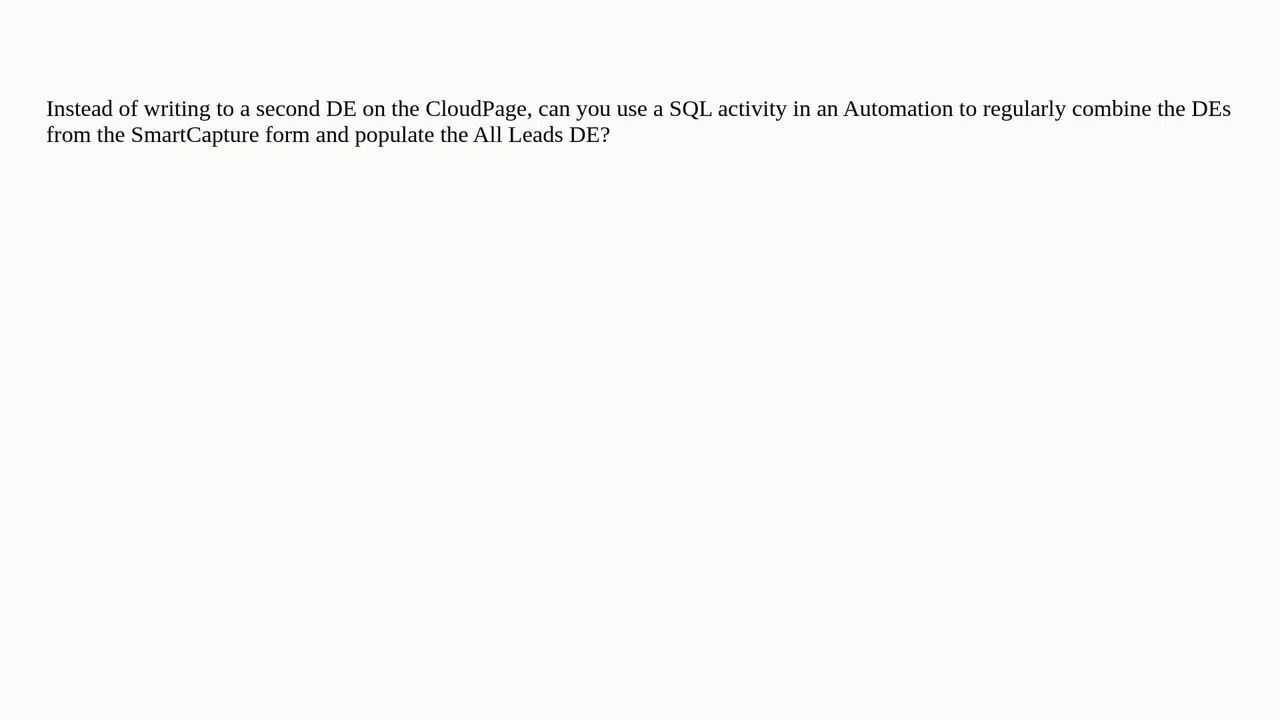 Instead of writing to a second DE on the CloudPage, can you use a SQL activity in an Automation to regularly combine the DEs
from the SmartCapture form and populate the All Leads DE?